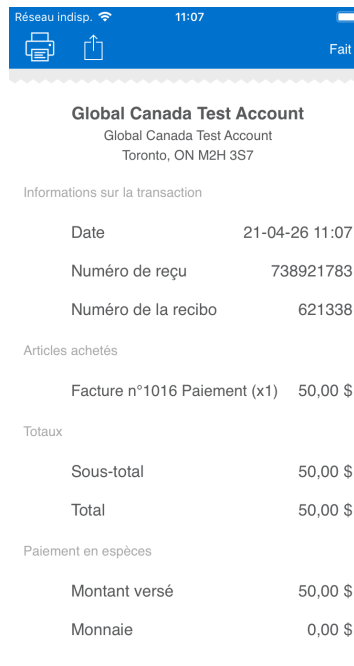 Réseau indisp. 11:07
Fait
Global Canada Test Account
Global Canada Test Account
Toronto, ON M2H 3S7
Informations sur la transaction
Date 21-04-26 11:07
Numéro de reçu 738921783
Numéro de la recibo 621338
Articles achetés
Facture n°1016 Paiement (x1) 50,00 $
Totaux
Sous-total 50,00 $
Total 50,00 $
Paiement en espèces
Montant versé 50,00 $
Monnaie 0,00 $